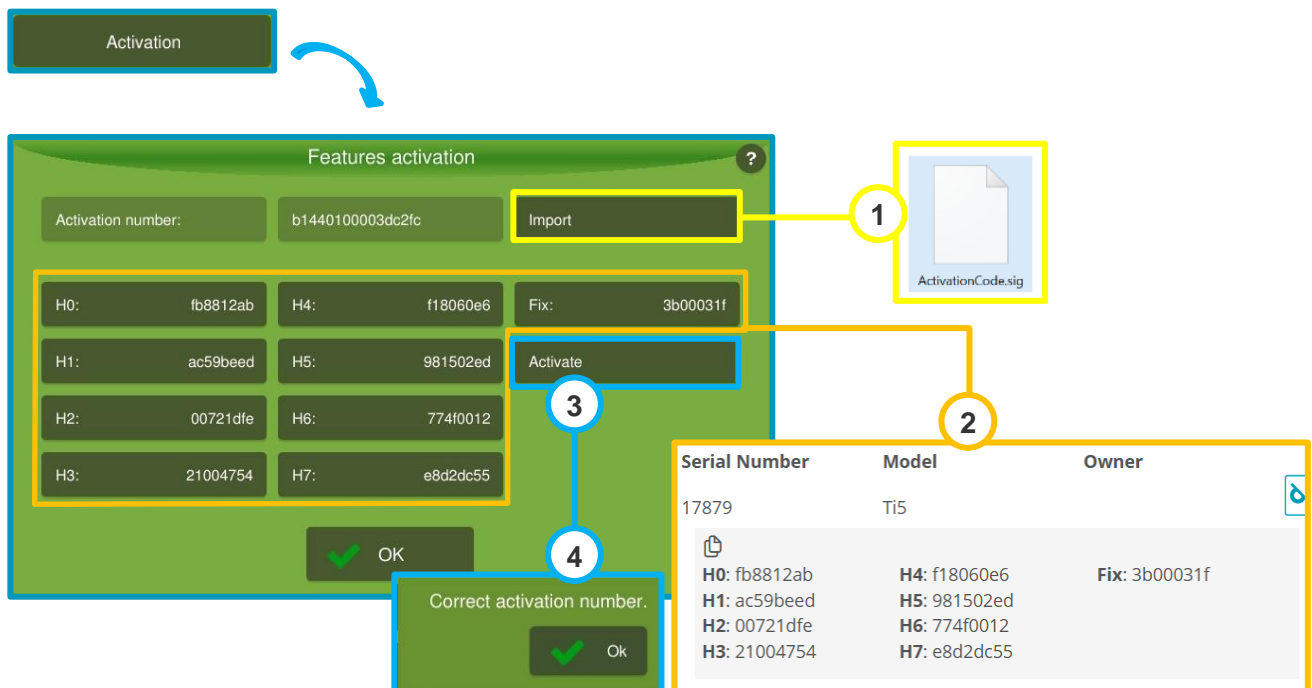 Activation
Features activation
?
Activation number: b1440100003dc2fc Import
1
ActivationCode.sig
H0: fb8812ab H4: f18060e6 Fix: 3b00031f
H1: ac59beed H5: 981502ed Activate
H2: 00721dfe H6: 774f0012
H3: 21004754 H7: e8d2dc55
3
2
OK
4
Correct activation number.
Ok
Serial Number Model Owner
17879 Ti5
H0: fb8812ab H4: f18060e6 Fix: 3b00031f
H1: ac59beed H5: 981502ed
H2: 00721dfe H6: 774f0012
H3: 21004754 H7: e8d2dc55